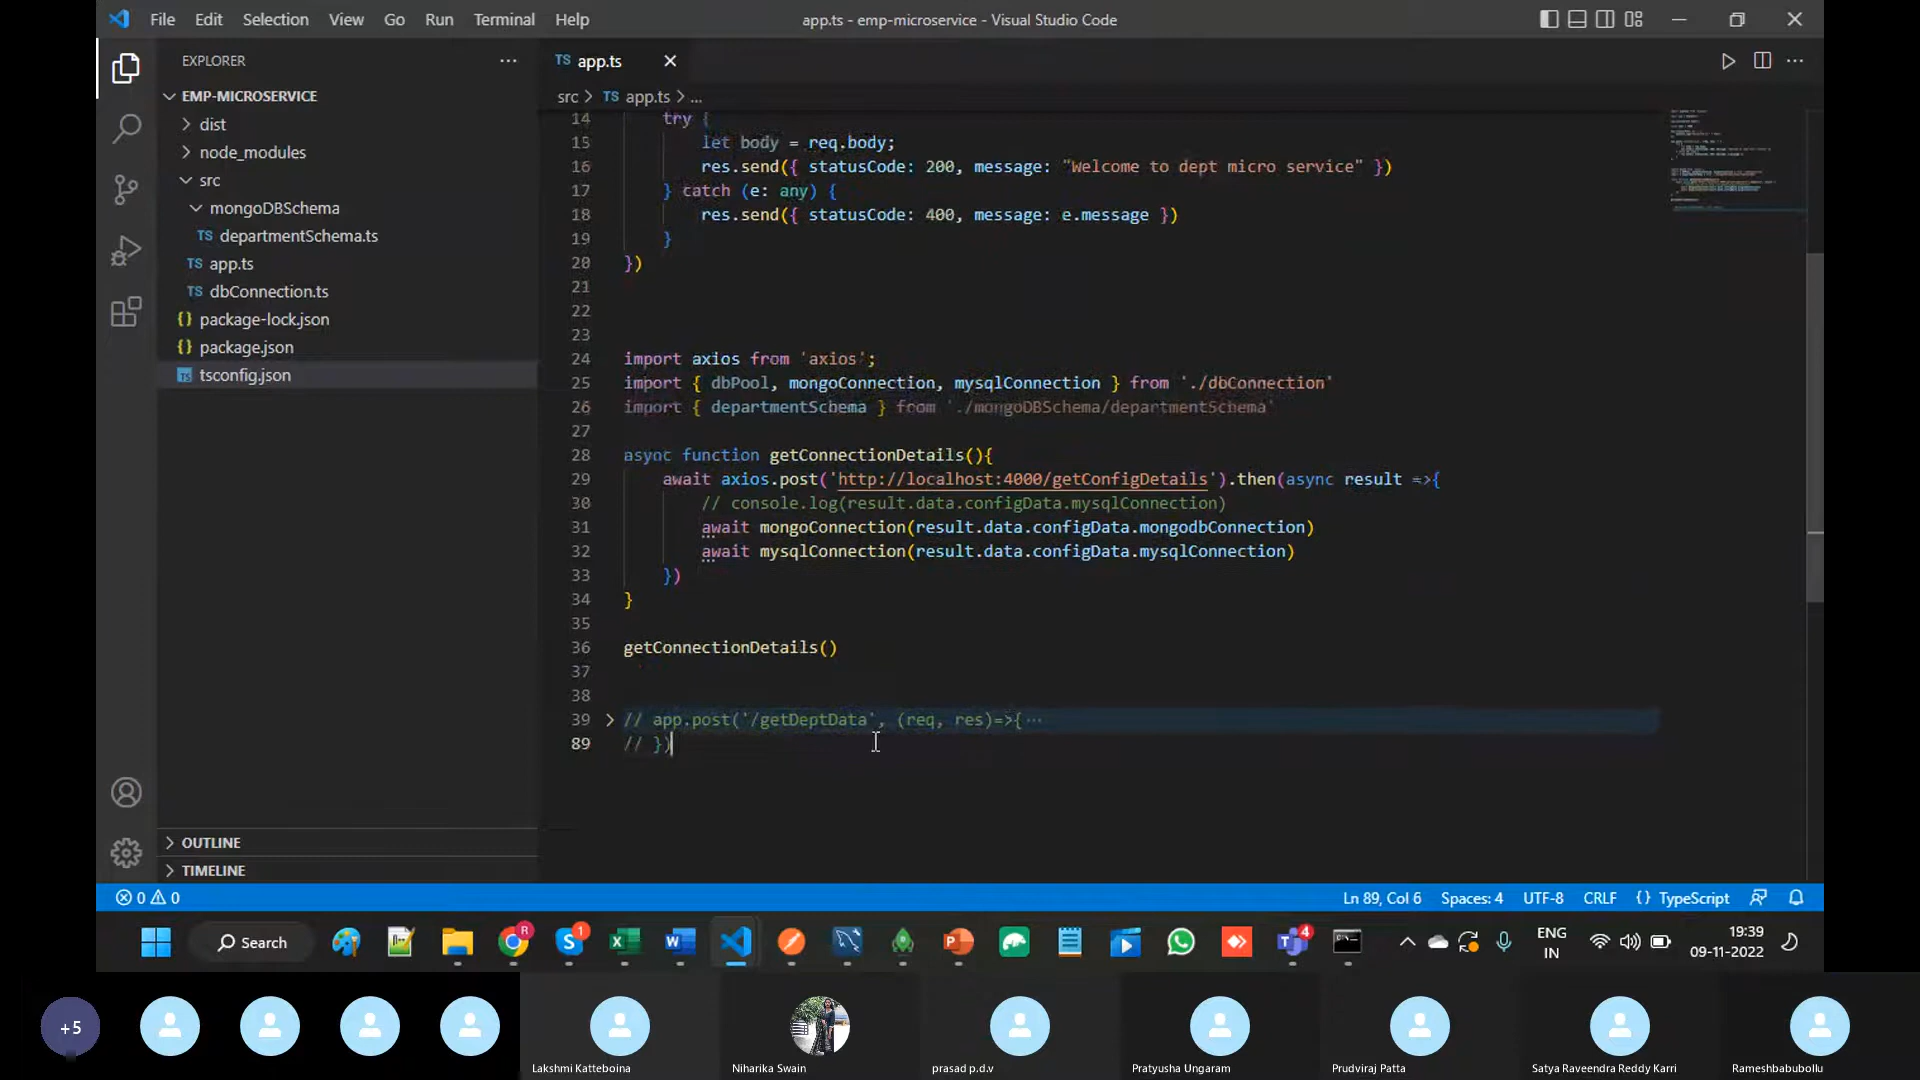 File Edit Selection View Go Run Terminal Help
app.ts - emp-microservice - Visual Studio Code
EXPLORER
EMP-MICROSERVICE
dist
node_modules
src
mongoDBSchema
TS departmentSchema.ts
TS app.ts
TS dbConnection.ts
{} package-lock.json
{} package.json
tsconfig.json
OUTLINE
TIMELINE
TS app.ts
src > TS app.ts > ...
14 try {
15 let body = req.body;
16 res.send({ statusCode: 200, message: "Welcome to dept micro service" })
17 } catch (e: any) {
18 res.send({ statusCode: 400, message: e.message })
19 }
20 })
21
22
23
24 import axios from 'axios';
25 import { dbPool, mongoConnection, mysqlConnection } from './dbConnection'
26 import { departmentSchema } from './mongoDBSchema/departmentSchema'
27
28 async function getConnectionDetails(){
29 await axios.post('http://localhost:4000/getConfigDetails').then(async result =>{
30 // console.log(result.data.configData.mysqlConnection)
31 await mongoConnection(result.data.configData.mongodbConnection)
32 await mysqlConnection(result.data.configData.mysqlConnection)
33 })
34 }
35
36 getConnectionDetails()
37
38
39 // app.post('/getDeptData', (req, res)=>{ ...
89 // })
0 0
Ln 89, Col 6 Spaces: 4 UTF-8 CRLF {} TypeScript
Search
R
1
4
ENG
IN
19:39
09-11-2022
+5
Lakshmi Katteboina
Niharika Swain
prasad p.d.v
Pratyusha Ungaram
Prudviraj Patta
Satya Raveendra Reddy Karri
Rameshbabubollu